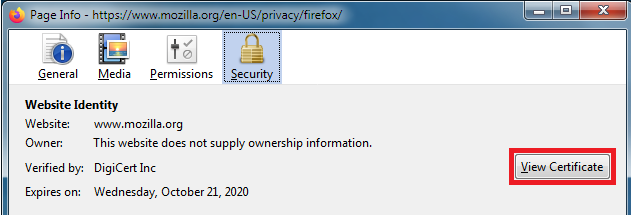 Page Info - https://www.mozilla.org/en-US/privacy/firefox/
General Media Permissions Security
Website Identity
Website: www.mozilla.org
Owner: This website does not supply ownership information.
Verified by: DigiCert Inc View Certificate
Expires on: Wednesday, October 21, 2020